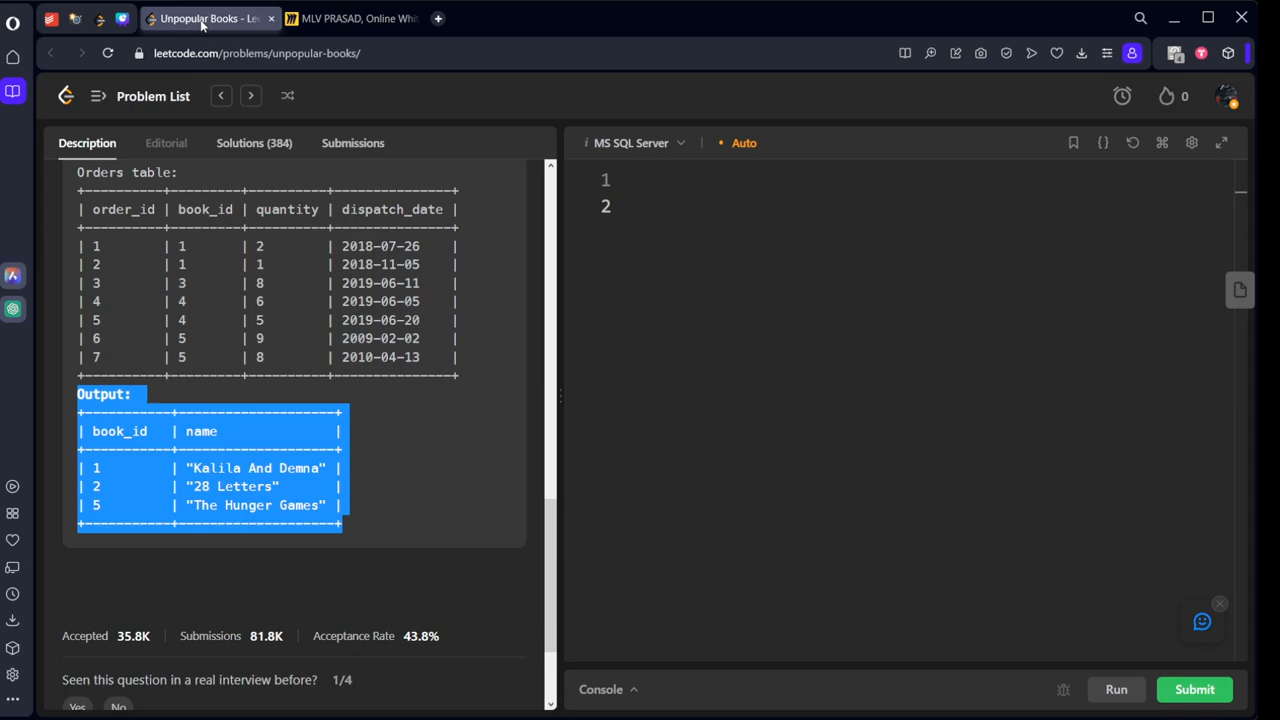 Unpopular Books - Lee
MLV PRASAD, Online Whit
leetcode.com/problems/unpopular-books/
Problem List
0
Description
Editorial
Solutions (384)
Submissions
i MS SQL Server
• Auto
Orders table:
+----------+---------+----------+---------------+
| order_id | book_id | quantity | dispatch_date |
+----------+---------+----------+---------------+
| 1 | 1 | 2 | 2018-07-26 |
| 2 | 1 | 1 | 2018-11-05 |
| 3 | 3 | 8 | 2019-06-11 |
| 4 | 4 | 6 | 2019-06-05 |
| 5 | 4 | 5 | 2019-06-20 |
| 6 | 5 | 9 | 2009-02-02 |
| 7 | 5 | 8 | 2010-04-13 |
+----------+---------+----------+---------------+
Output:
+-----------+--------------------+
| book_id | name |
+-----------+--------------------+
| 1 | "Kalila And Demna" |
| 2 | "28 Letters" |
| 5 | "The Hunger Games" |
+-----------+--------------------+
Accepted 35.8K
Submissions 81.8K
Acceptance Rate 43.8%
Seen this question in a real interview before? 1/4
Yes
No
1
2
Console
Run
Submit
4